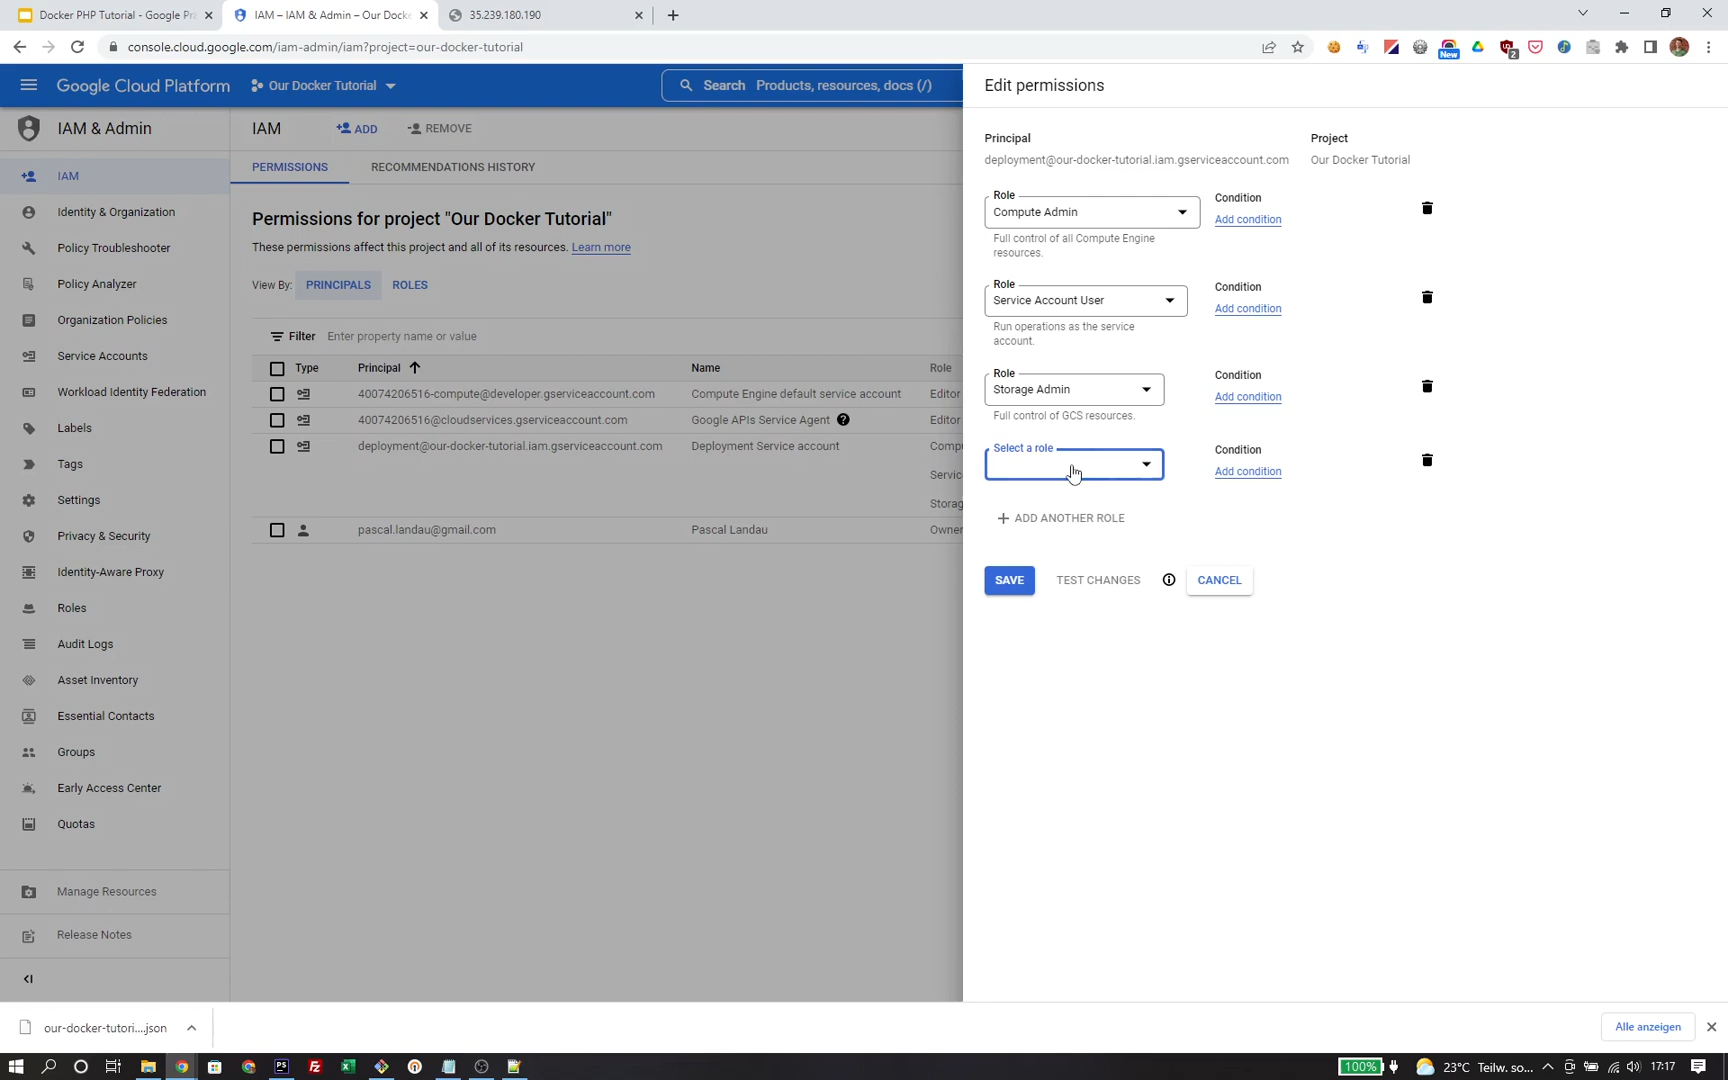 Docker PHP Tutorial - Google Pr
IAM – IAM & Admin – Our Docke
35.239.180.190
console.cloud.google.com/iam-admin/iam?project=our-docker-tutorial
New
2
Google Cloud Platform
Our Docker Tutorial
Search Products, resources, docs (/)
IAM & Admin
IAM
Identity & Organization
Policy Troubleshooter
Policy Analyzer
Organization Policies
Service Accounts
Workload Identity Federation
Labels
Tags
Settings
Privacy & Security
Identity-Aware Proxy
Roles
Audit Logs
Asset Inventory
Essential Contacts
Groups
Early Access Center
Quotas
Manage Resources
Release Notes
IAM
ADD
REMOVE
PERMISSIONS
RECOMMENDATIONS HISTORY
Permissions for project "Our Docker Tutorial"
These permissions affect this project and all of its resources. Learn more
View By: PRINCIPALS ROLES
Filter Enter property name or value
Type Principal Name Role
40074206516-compute@developer.gserviceaccount.com Compute Engine default service account Editor
40074206516@cloudservices.gserviceaccount.com Google APIs Service Agent Editor
deployment@our-docker-tutorial.iam.gserviceaccount.com Deployment Service account Compu
Servic
Storag
pascal.landau@gmail.com Pascal Landau Owne
Edit permissions
Principal
deployment@our-docker-tutorial.iam.gserviceaccount.com
Project
Our Docker Tutorial
Role
Compute Admin
Full control of all Compute Engine
resources.
Condition
Add condition
Role
Service Account User
Run operations as the service
account.
Condition
Add condition
Role
Storage Admin
Full control of GCS resources.
Condition
Add condition
Select a role
Condition
Add condition
ADD ANOTHER ROLE
SAVE
TEST CHANGES
CANCEL
our-docker-tutori....json
Alle anzeigen
100%
23°C Teilw. so...
17:17